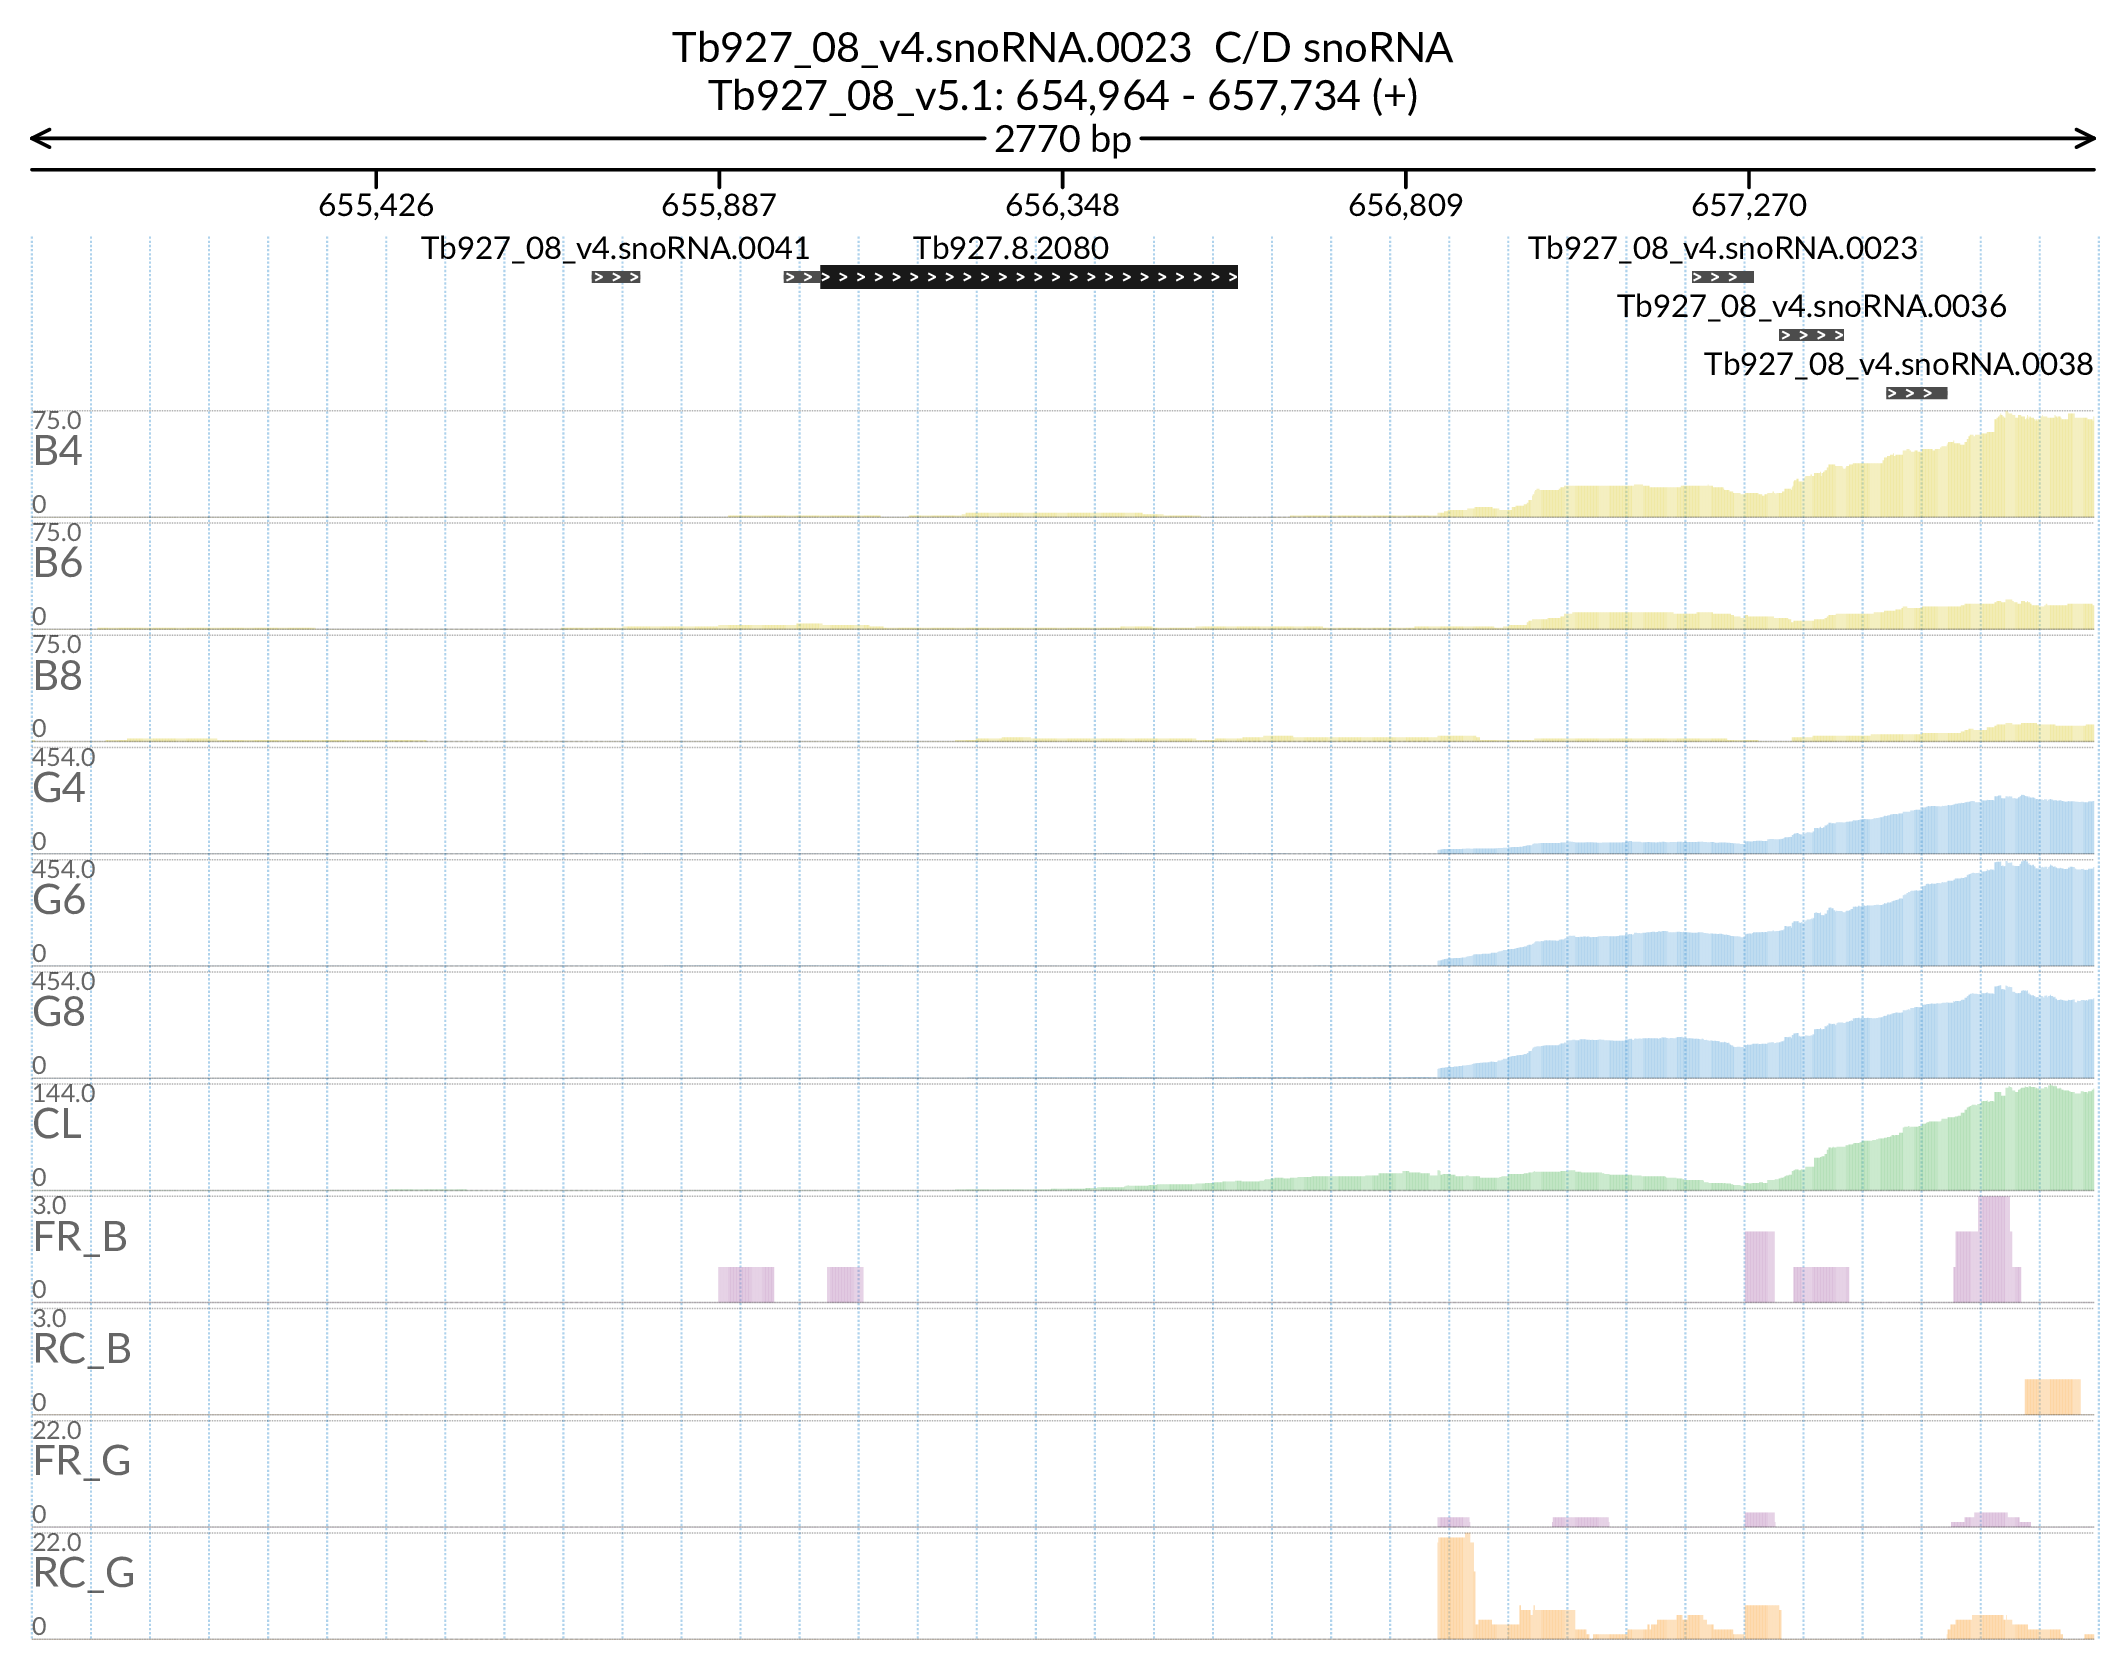 Tb927_08_v4.snoRNA.0023  C/D snoRNA
Tb927_08_v5.1: 654,964 - 657,734 (+)
2770 bp
655,426 655,887 656,348 656,809 657,270
Tb927_08_v4.snoRNA.0041 Tb927.8.2080 Tb927_08_v4.snoRNA.0023
Tb927_08_v4.snoRNA.0036
Tb927_08_v4.snoRNA.0038
75.0
B4
0
75.0
B6
0
75.0
B8
0
454.0
G4
0
454.0
G6
0
454.0
G8
0
144.0
CL
0
3.0
FR_B
0
3.0
RC_B
0
22.0
FR_G
0
22.0
RC_G
0